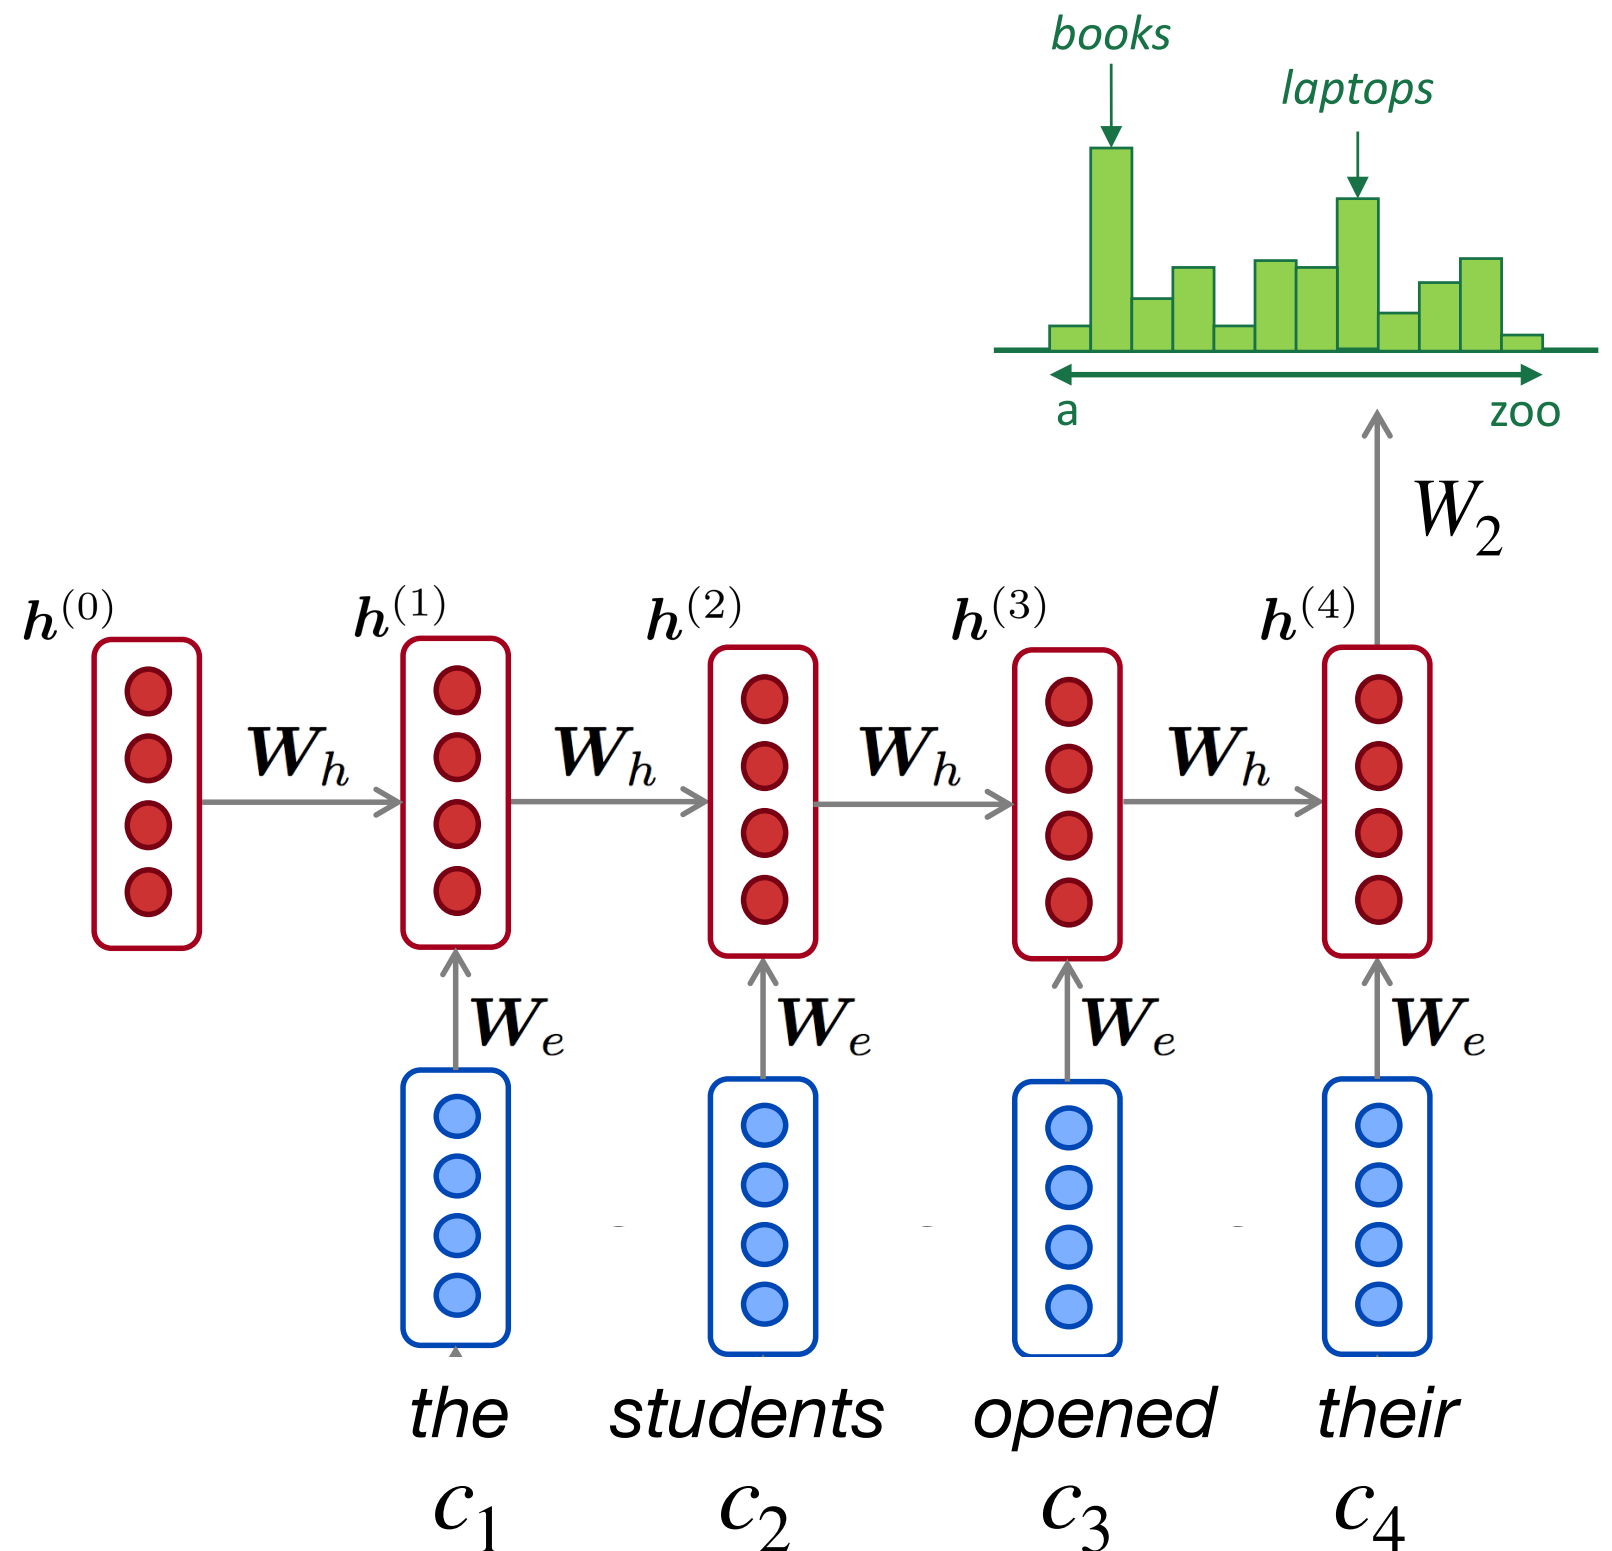 books
laptops
a zoo
W₂
h⁽⁰⁾ h⁽¹⁾ h⁽²⁾ h⁽³⁾ h⁽⁴⁾
Wₕ Wₕ Wₕ Wₕ
Wₑ Wₑ Wₑ Wₑ
the students opened their
c₁ c₂ c₃ c₄